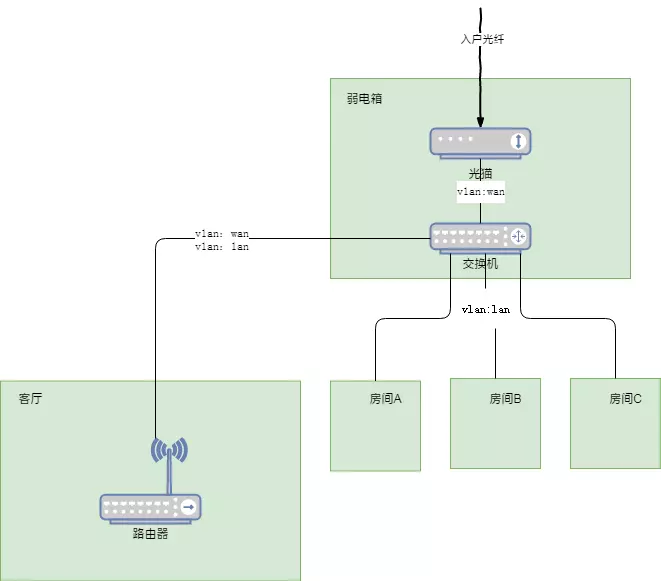 入户光纤
弱电箱
光猫
vlan:wan
vlan: wan
vlan: lan
交换机
vlan:lan
客厅
房间A
房间B
房间C
路由器